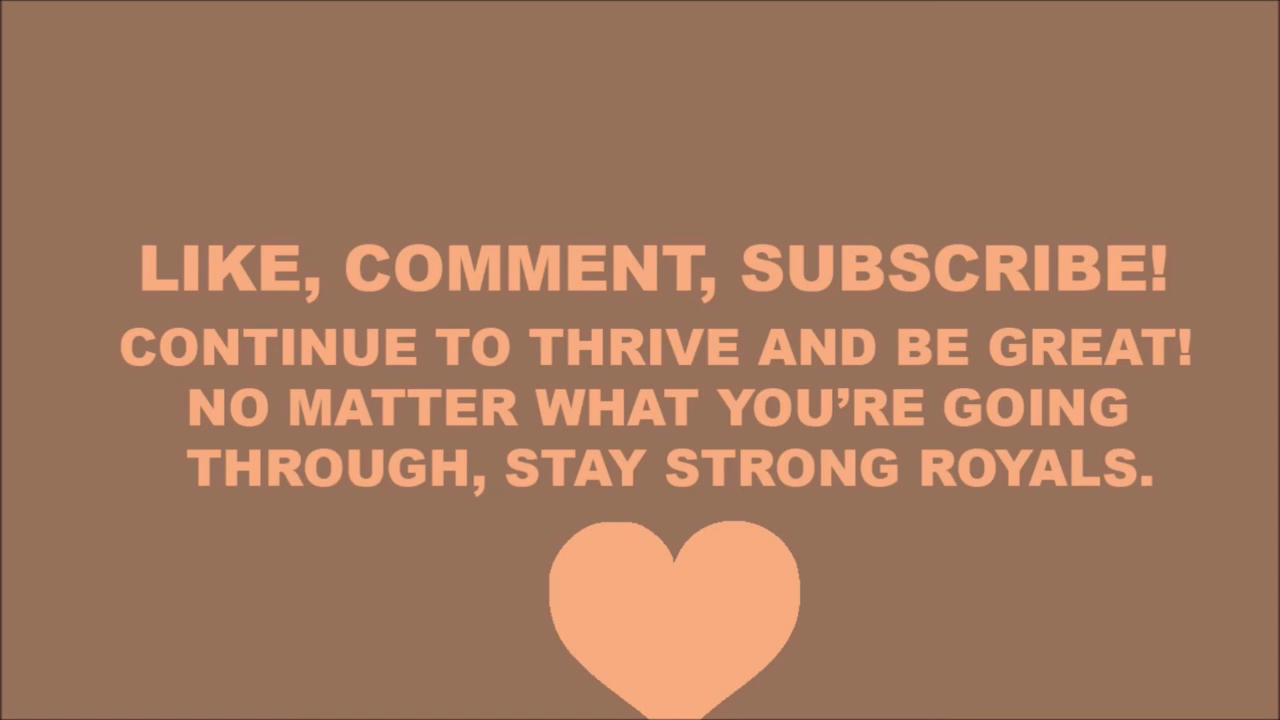 LIKE, COMMENT, SUBSCRIBE!
CONTINUE TO THRIVE AND BE GREAT!
NO MATTER WHAT YOU’RE GOING
THROUGH, STAY STRONG ROYALS.